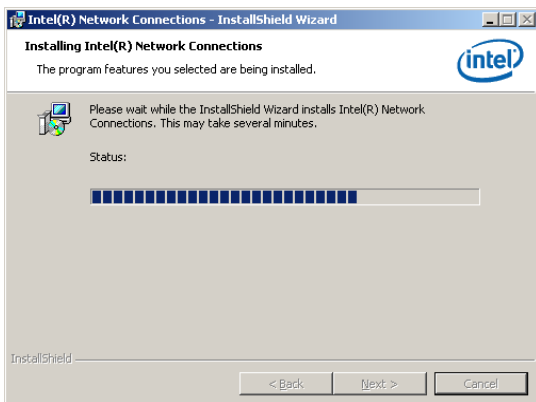 Intel(R) Network Connections - InstallShield Wizard
Installing Intel(R) Network Connections
The program features you selected are being installed.
intel
Please wait while the InstallShield Wizard installs Intel(R) Network
Connections. This may take several minutes.
Status:
InstallShield
< Back Next > Cancel